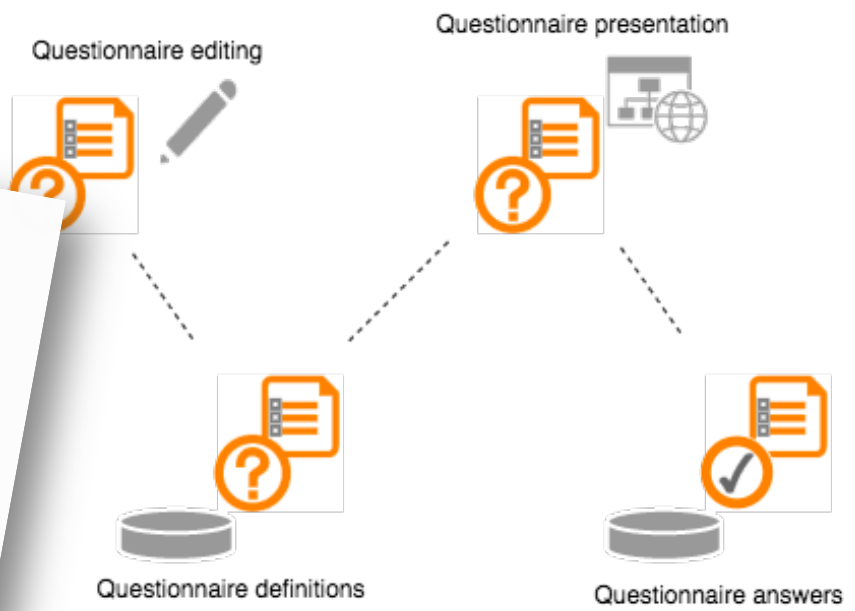 Questionnaire presentation
Questionnaire editing
?
?
?
Questionnaire definitions
Questionnaire answers